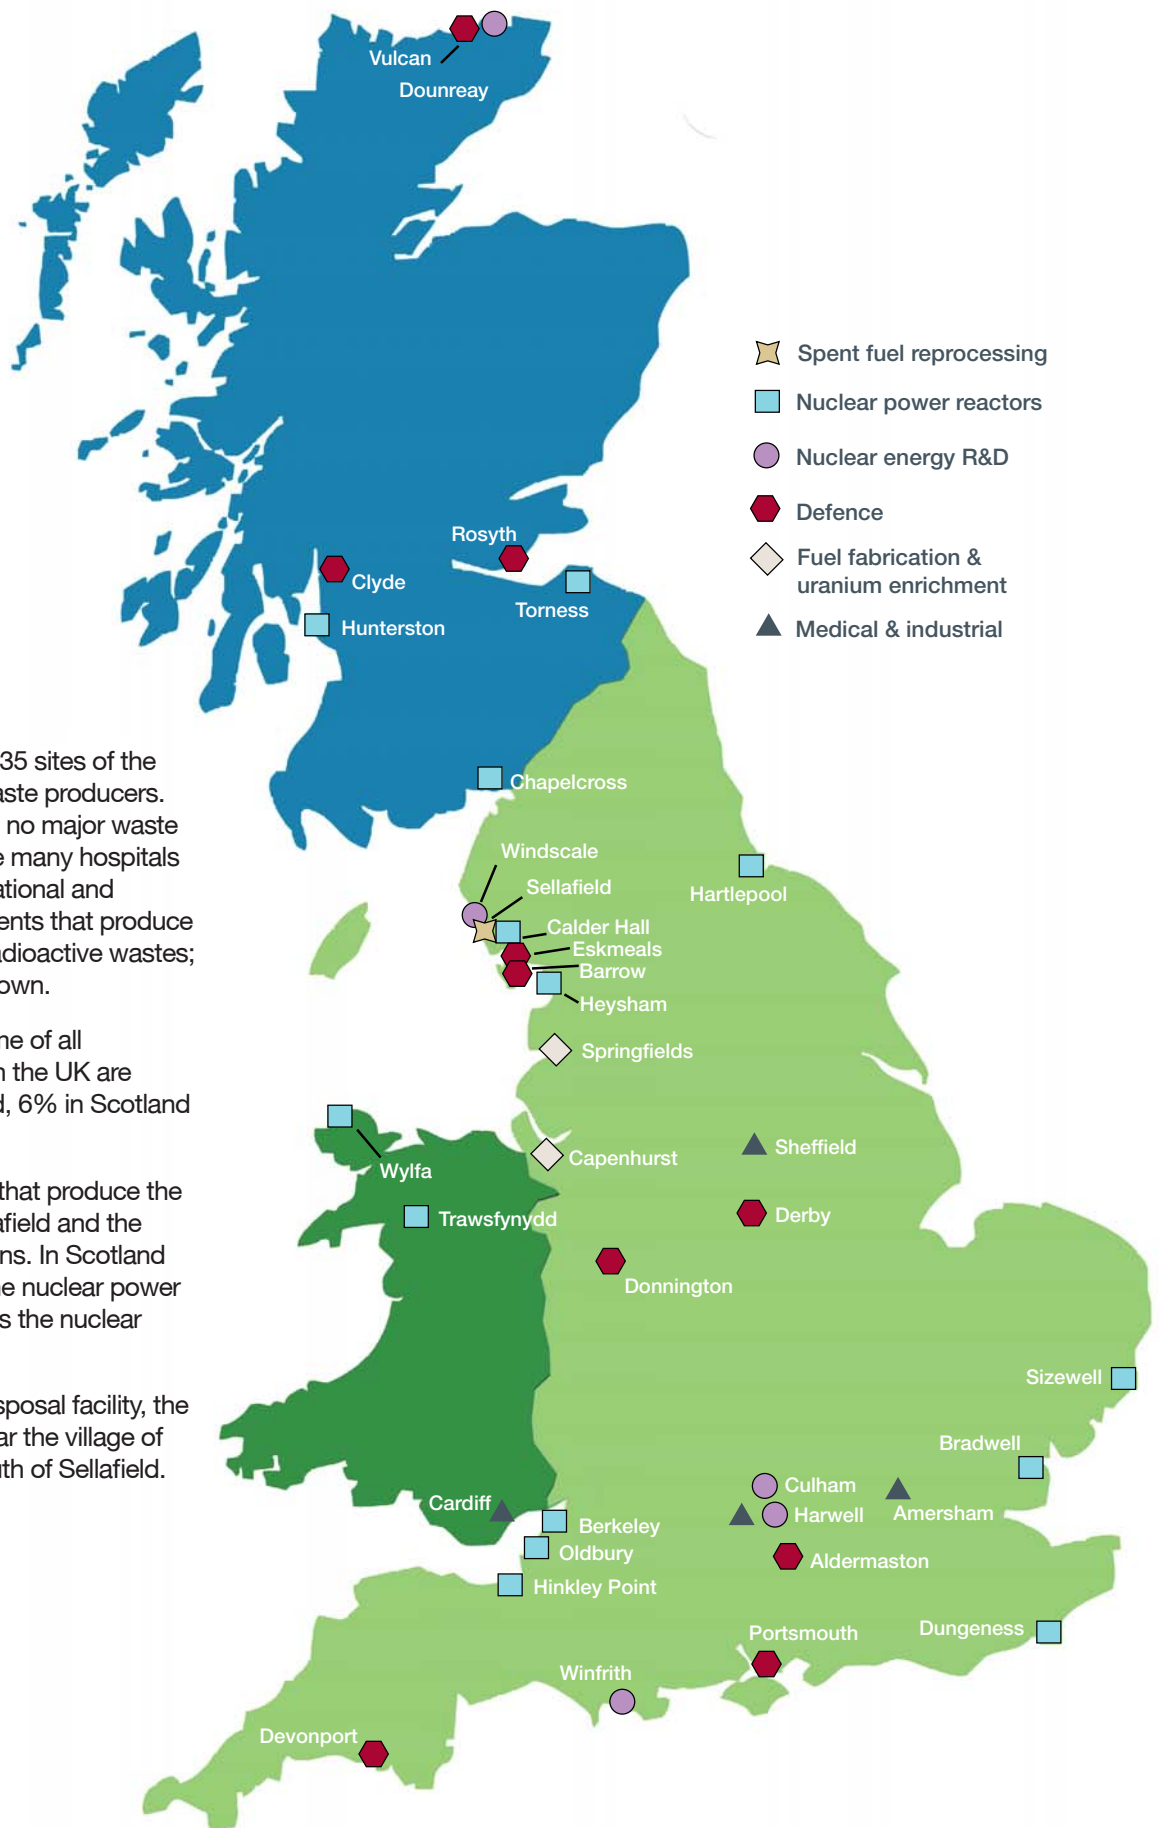 Vulcan
Dounreay
Spent fuel reprocessing
Nuclear power reactors
Nuclear energy R&D
Defence
Fuel fabrication &
uranium enrichment
Medical & industrial
Rosyth
Clyde
Torness
Hunterston
35 sites of the
aste producers.
no major waste
e many hospitals
ational and
ents that produce
adioactive wastes;
own.
ne of all
n the UK are
d, 6% in Scotland
that produce the
afield and the
ns. In Scotland
ne nuclear power
s the nuclear
sposal facility, the
ar the village of
uth of Sellafield.
Chapelcross
Windscale
Sellafield
Hartlepool
Calder Hall
Eskmeals
Barrow
Heysham
Springfields
Sheffield
Capenhurst
Wylfa
Trawsfynydd
Derby
Donnington
Sizewell
Bradwell
Culham
Cardiff
Harwell
Amersham
Berkeley
Oldbury
Aldermaston
Hinkley Point
Dungeness
Portsmouth
Winfrith
Devonport